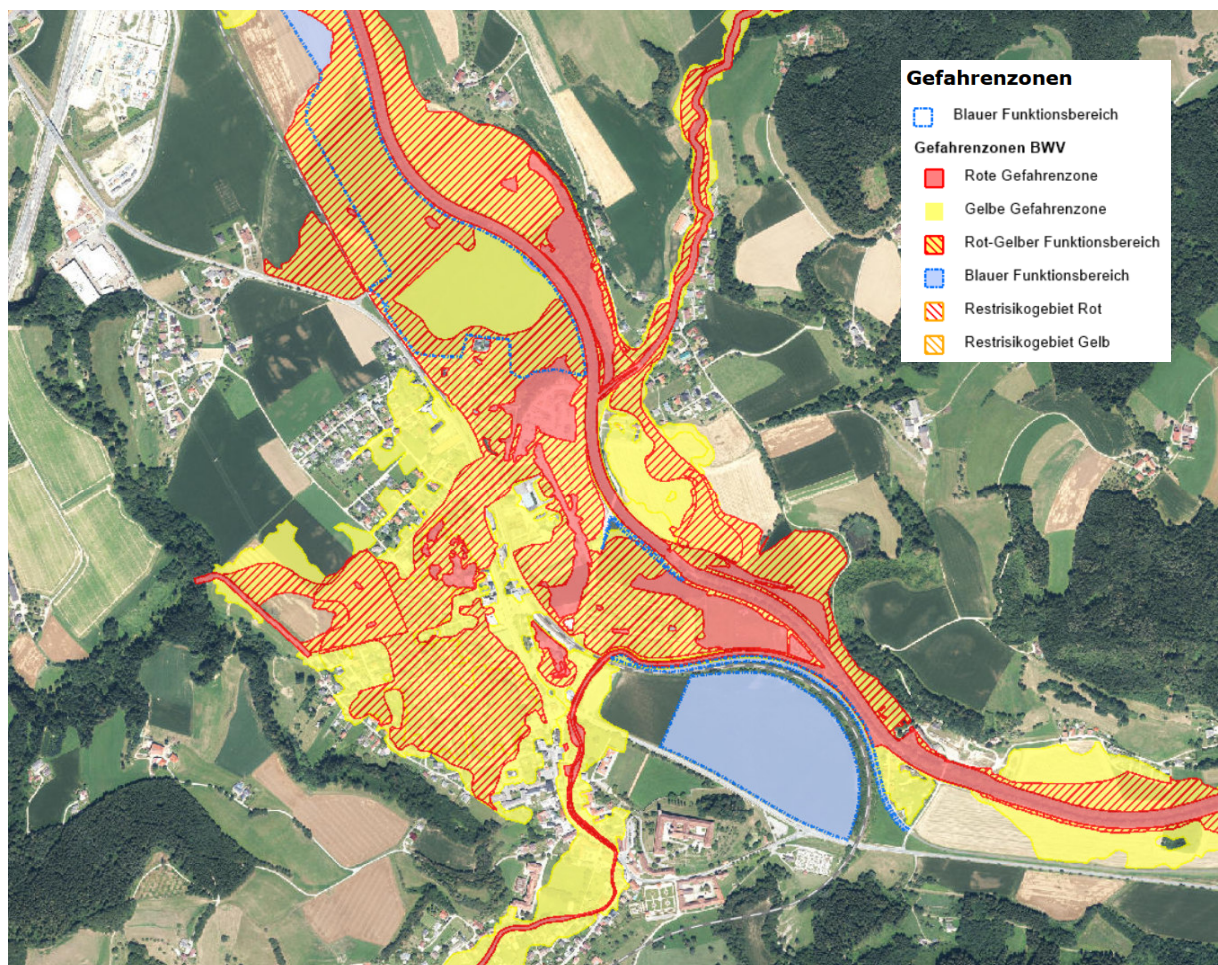 Gefahrenzonen
Blauer Funktionsbereich
Gefahrenzonen BWV
Rote Gefahrenzone
Gelbe Gefahrenzone
Rot-Gelber Funktionsbereich
Blauer Funktionsbereich
Restrisikogebiet Rot
Restrisikogebiet Gelb